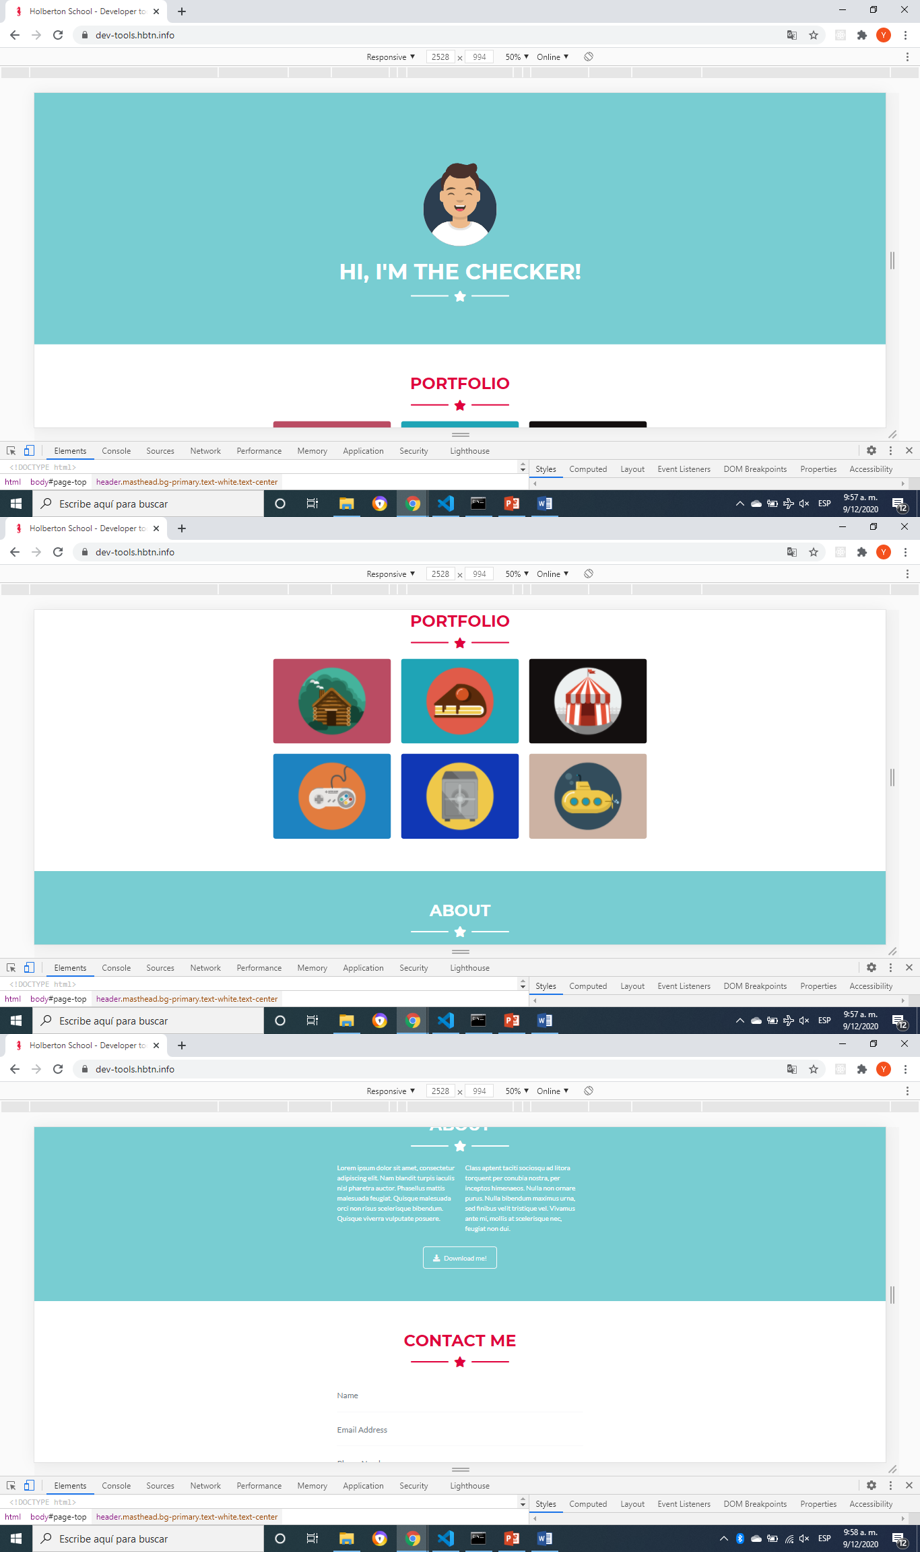 Holberton School - Developer to
dev-tools.hbtn.info
Y
Responsive ▼ 2528 x 994 50% ▼ Online ▼
HI, I'M THE CHECKER!
PORTFOLIO
Elements Console Sources Network Performance Memory Application Security Lighthouse
<!DOCTYPE html>
Styles Computed Layout Event Listeners DOM Breakpoints Properties Accessibility
html body#page-top header.masthead.bg-primary.text-white.text-center
Escribe aquí para buscar
ESP
9:57 a. m.
9/12/2020
12
Holberton School - Developer to
dev-tools.hbtn.info
Y
Responsive ▼ 2528 x 994 50% ▼ Online ▼
PORTFOLIO
ABOUT
Elements Console Sources Network Performance Memory Application Security Lighthouse
<!DOCTYPE html>
Styles Computed Layout Event Listeners DOM Breakpoints Properties Accessibility
html body#page-top header.masthead.bg-primary.text-white.text-center
Escribe aquí para buscar
ESP
9:57 a. m.
9/12/2020
12
Holberton School - Developer to
dev-tools.hbtn.info
Y
Responsive ▼ 2528 x 994 50% ▼ Online ▼
ABOUT
Lorem ipsum dolor sit amet, consectetur
adipiscing elit. Nam blandit turpis iaculis
nisl pharetra auctor. Phasellus mattis
malesuada feugiat. Quisque malesuada
orci non risus scelerisque bibendum.
Quisque viverra vulputate posuere.
Class aptent taciti sociosqu ad litora
torquent per conubia nostra, per
inceptos himenaeos. Nulla non ornare
purus. Nulla bibendum maximus urna,
sed finibus velit tristique vel. Vivamus
ante mi, mollis at scelerisque nec,
feugiat non dui.
Download me!
CONTACT ME
Name
Email Address
Elements Console Sources Network Performance Memory Application Security Lighthouse
<!DOCTYPE html>
Styles Computed Layout Event Listeners DOM Breakpoints Properties Accessibility
html body#page-top header.masthead.bg-primary.text-white.text-center
Escribe aquí para buscar
ESP
9:58 a. m.
9/12/2020
12